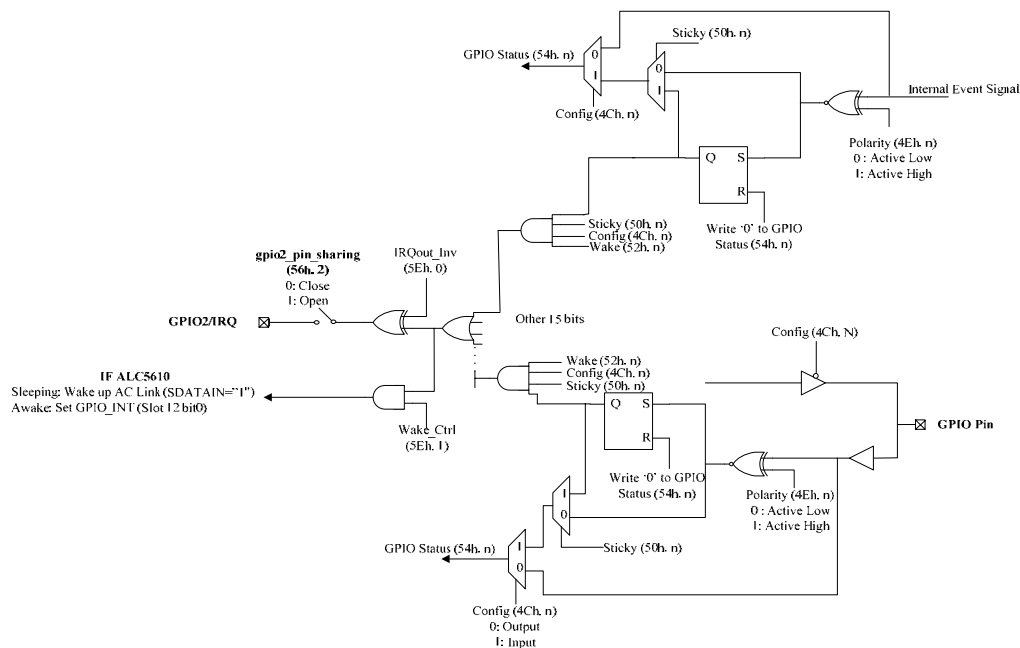 Sticky (50h. n)
GPIO Status (54h. n)
0
1
0
1
Internal Event Signal
Config (4Ch. n)
Polarity (4Eh. n)
0 : Active Low
1: Active High
Q
S
R
Sticky (50h. n)
Config (4Ch. n)
Wake (52h. n)
Write ‘0’ to GPIO
Status (54h. n)
gpio2_pin_sharing
(56h. 2)
0: Close
1: Open
IRQout_Inv
(5Eh. 0)
GPIO2/IRQ
Other 15 bits
Config (4Ch. N)
IF ALC5610
Sleeping: Wake up AC Link (SDATAIN=”1”)
Awake: Set GPIO_INT (Slot 12 bit0)
Wake (52h. n)
Config (4Ch. n)
Sticky (50h. n)
Wake_Ctrl
(5Eh. 1)
Q
S
R
GPIO Pin
Write ‘0’ to GPIO
Status (54h. n)
Polarity (4Eh. n)
0 : Active Low
1 : Active High
1
0
Sticky (50h. n)
GPIO Status (54h. n)
1
0
Config (4Ch. n)
0: Output
1: Input